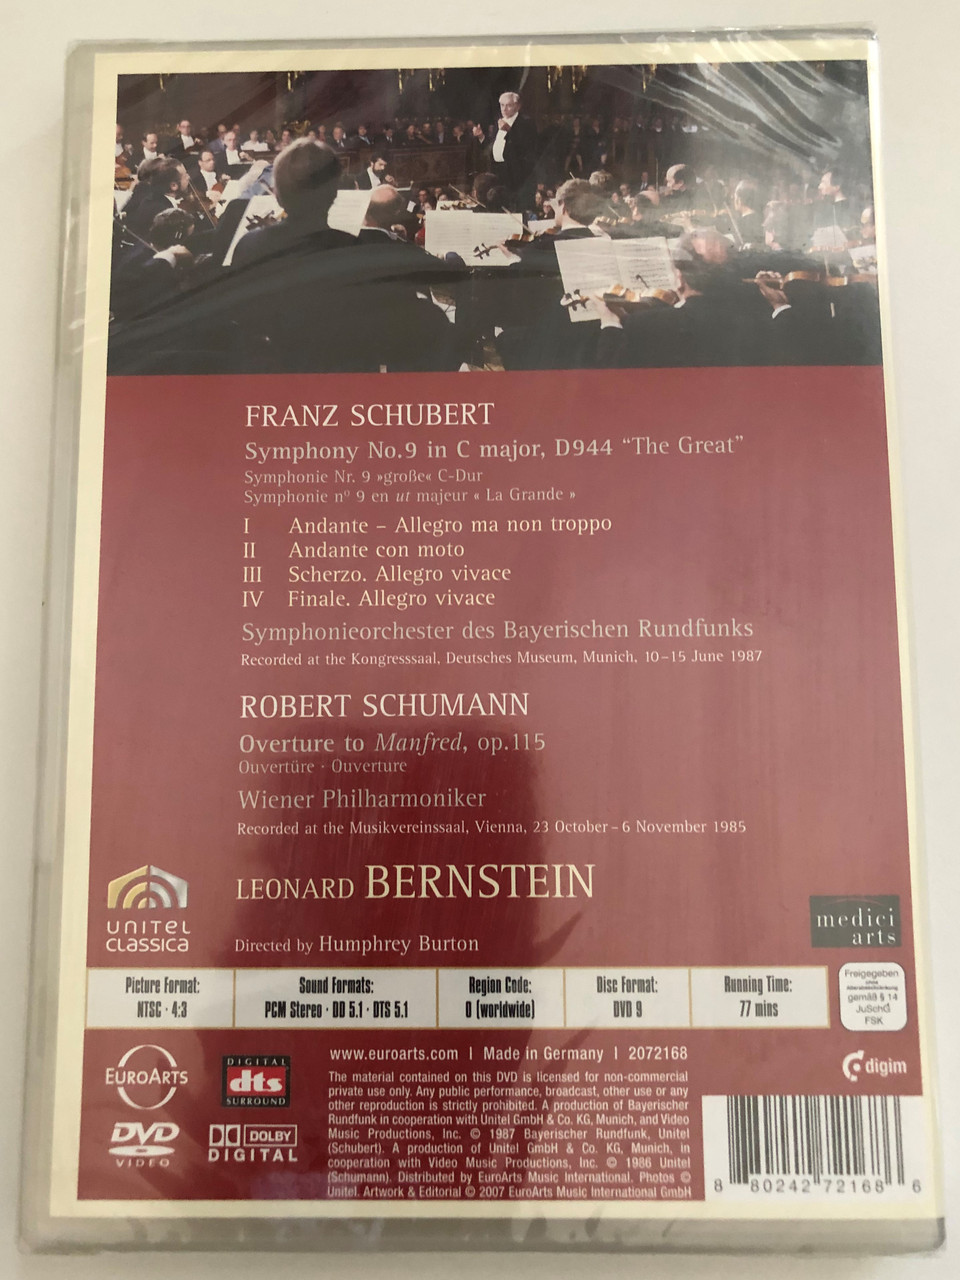 FRANZ SCHUBERT
Symphony No.9 in C major, D944 “The Great”
Symphonie Nr. 9 »große« C-Dur
Symphonie nº 9 en ut majeur « La Grande »
I Andante – Allegro ma non troppo
II Andante con moto
III Scherzo. Allegro vivace
IV Finale. Allegro vivace
Symphonieorchester des Bayerischen Rundfunks
Recorded at the Kongresssaal, Deutsches Museum, Munich, 10–15 June 1987
ROBERT SCHUMANN
Overture to Manfred, op.115
Ouvertüre · Ouverture
Wiener Philharmoniker
Recorded at the Musikvereinssaal, Vienna, 23 October – 6 November 1985
LEONARD BERNSTEIN
Directed by Humphrey Burton
UNITEL
CLASSICA
medici
arts
Picture Format:
NTSC · 4:3
Sound Formats:
PCM Stereo · DD 5.1 · DTS 5.1
Region Code:
0 (worldwide)
Disc Format:
DVD 9
Running Time:
77 mins
Freigegeben
ohne
Altersbeschränkung
gemäß § 14
JuSchG
FSK
EUROARTS
DIGITAL
dts
SURROUND
DVD
VIDEO
DOLBY
DIGITAL
www.euroarts.com | Made in Germany | 2072168
The material contained on this DVD is licensed for non-commercial
private use only. Any public performance, broadcast, other use or any
other reproduction is strictly prohibited. A production of Bayerischer
Rundfunk in cooperation with Unitel GmbH & Co. KG, Munich, and Video
Music Productions, Inc. © 1987 Bayerischer Rundfunk, Unitel
(Schubert). A production of Unitel GmbH & Co. KG, Munich, in
cooperation with Video Music Productions, Inc. © 1986 Unitel
(Schumann). Distributed by EuroArts Music International. Photos ©
Unitel. Artwork & Editorial © 2007 EuroArts Music International GmbH
digim
8 80242 72168 6